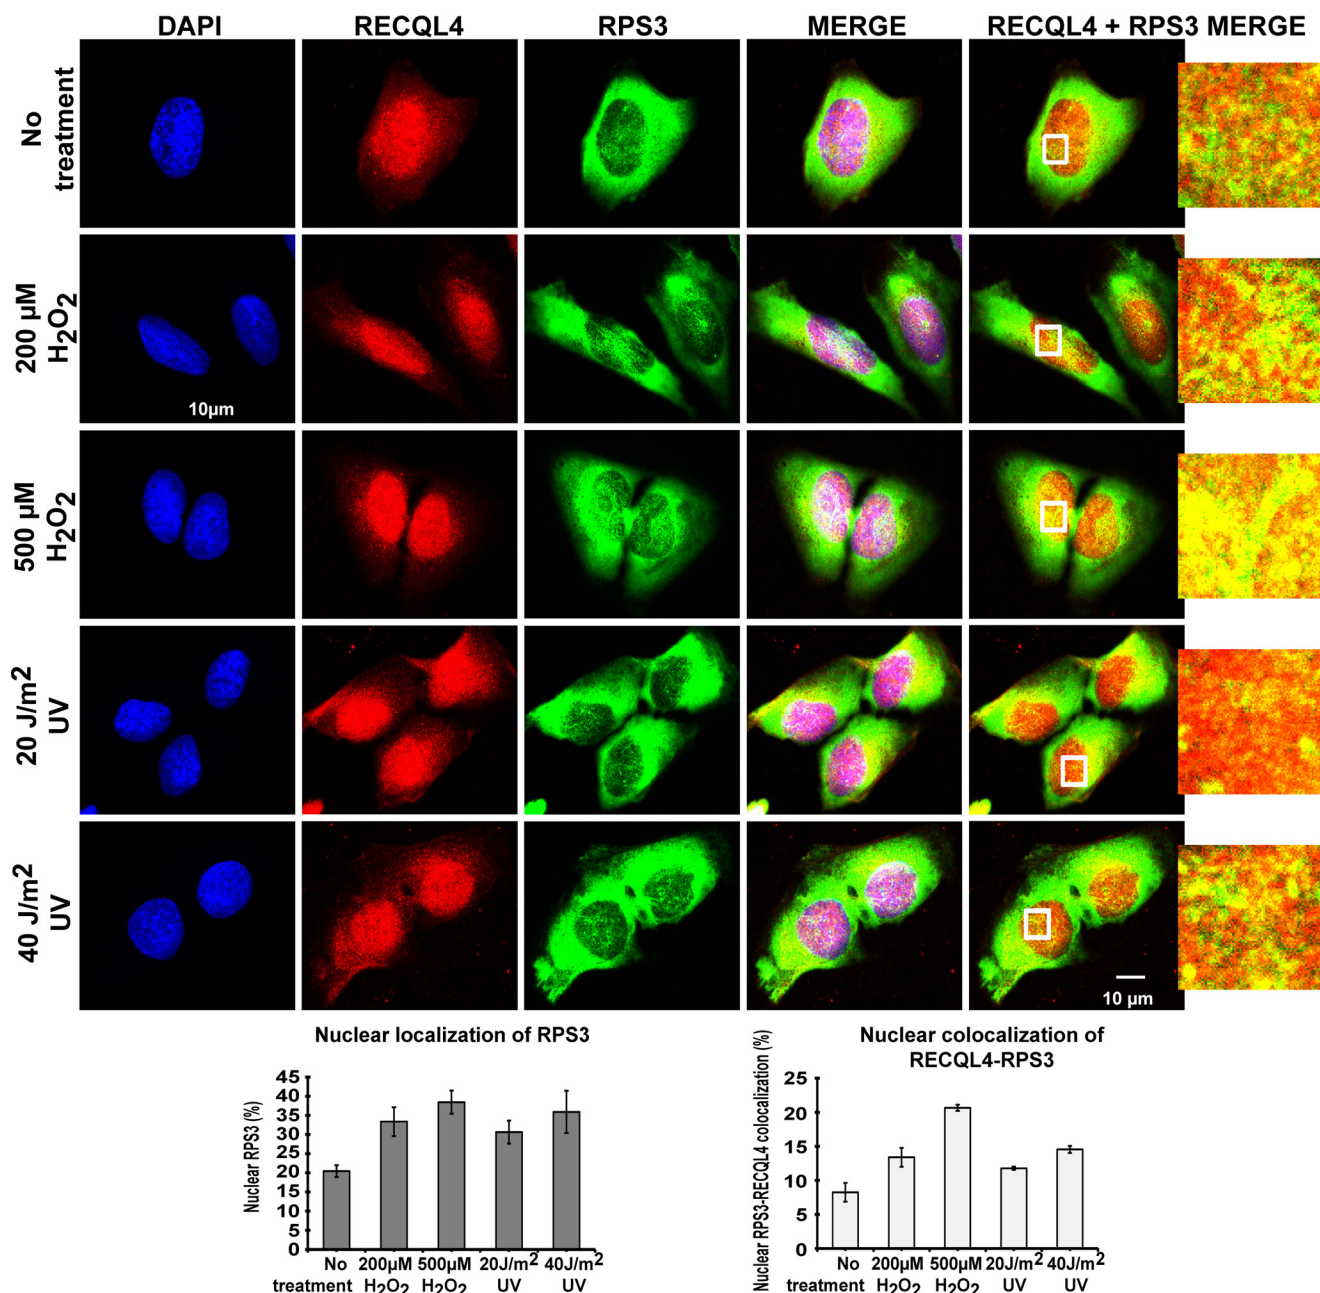 DAPI RECQL4 RPS3 MERGE RECQL4 + RPS3 MERGE
No
treatment
200 µM
H2O2
10µm
500 µM
H2O2
20 J/m2
UV
40 J/m2
UV
10 µm
Nuclear localization of RPS3
Nuclear RPS3 (%)
45
40
35
30
25
20
15
10
5
0
No 200µM 500µM 20J/m2 40J/m2
treatment H2O2 H2O2 UV UV
Nuclear colocalization of
RECQL4-RPS3
Nuclear RPS3-RECQL4 colocalization (%)
25
20
15
10
5
0
No 200µM 500µM 20J/m2 40J/m2
treatment H2O2 H2O2 UV UV